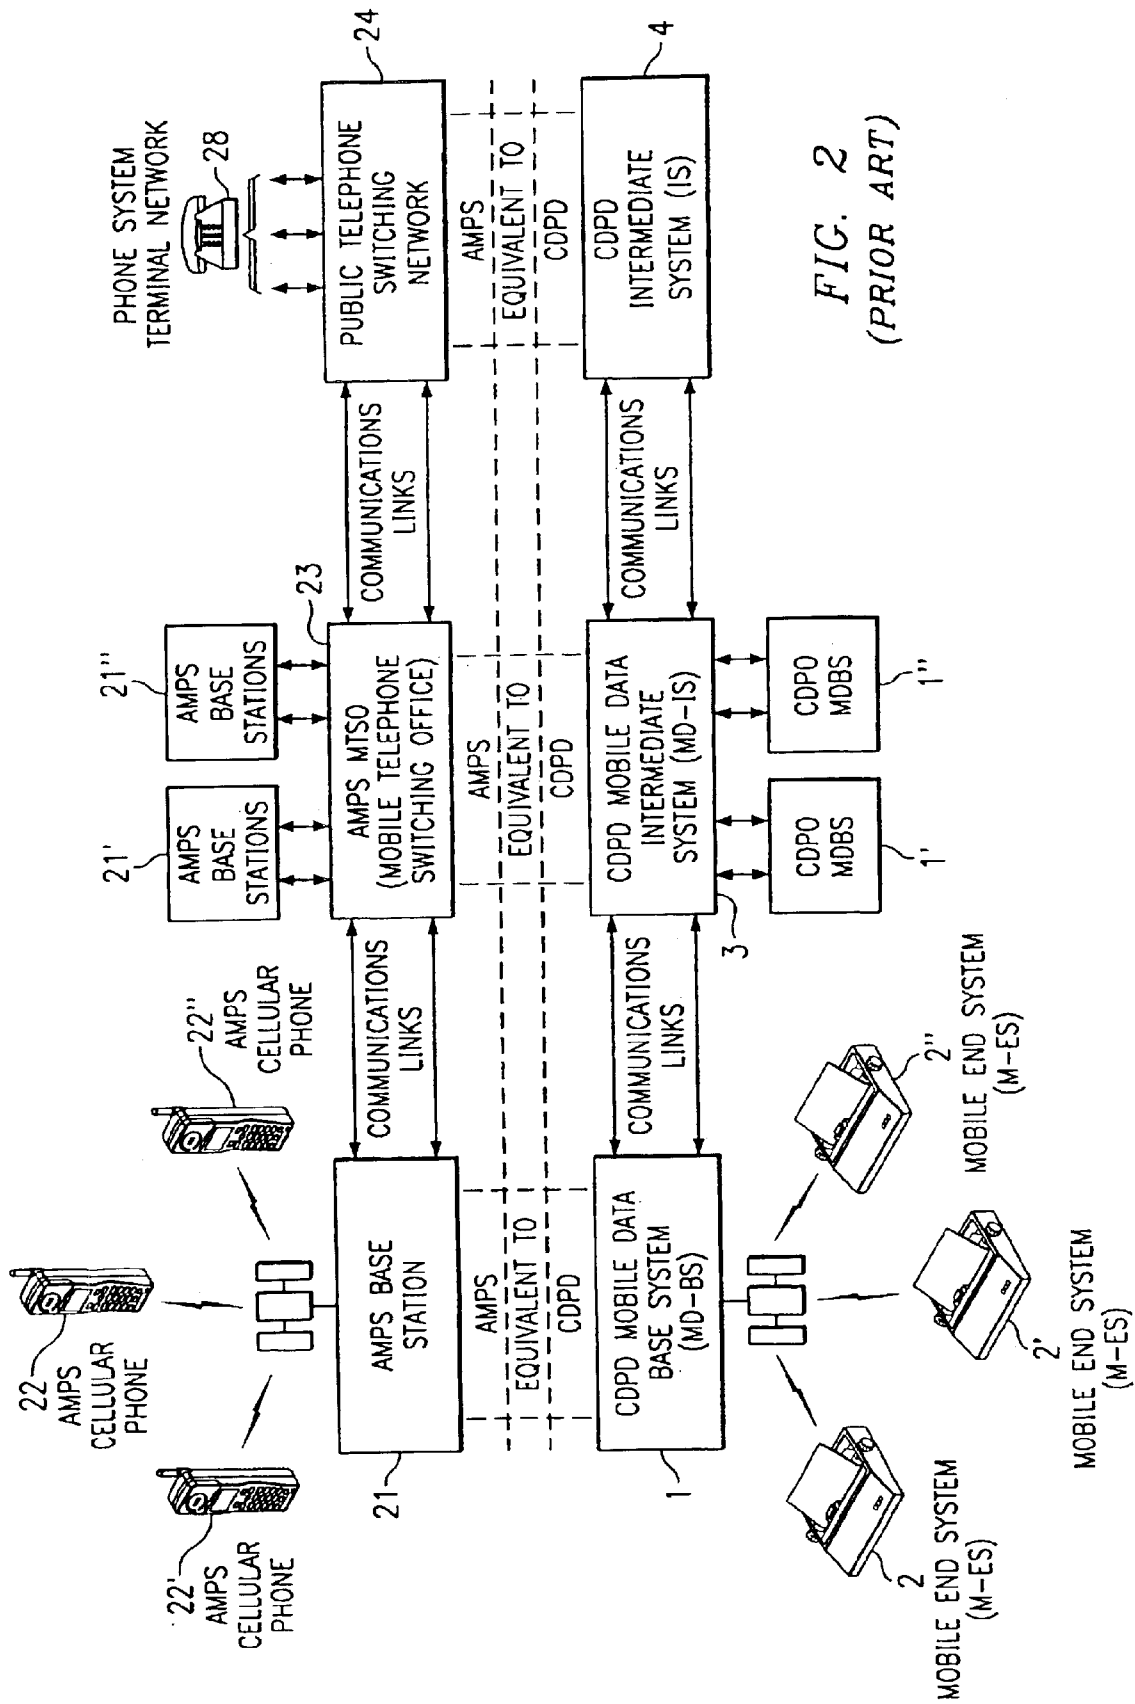 22'
AMPS
CELLULAR
PHONE
22
AMPS
CELLULAR
PHONE
22''
AMPS
CELLULAR
PHONE
21'
AMPS
BASE
STATIONS
21''
AMPS
BASE
STATIONS
PHONE SYSTEM
TERMINAL NETWORK
28
21
AMPS BASE
STATION
COMMUNICATIONS
LINKS
23
AMPS MTSO
(MOBILE TELEPHONE
SWITCHING OFFICE)
COMMUNICATIONS
LINKS
24
PUBLIC TELEPHONE
SWITCHING
NETWORK
AMPS
EQUIVALENT TO
CDPD
AMPS
EQUIVALENT TO
CDPD
AMPS
EQUIVALENT TO
CDPD
1
CDPD MOBILE DATA
BASE SYSTEM
(MD-BS)
COMMUNICATIONS
LINKS
3
CDPD MOBILE DATA
INTERMEDIATE
SYSTEM (MD-IS)
COMMUNICATIONS
LINKS
4
CDPD
INTERMEDIATE
SYSTEM (IS)
CDPO
MDBS
1'
CDPO
MDBS
1''
2
MOBILE END SYSTEM
(M-ES)
2'
MOBILE END SYSTEM
(M-ES)
2''
MOBILE END SYSTEM
(M-ES)
FIG. 2
(PRIOR ART)